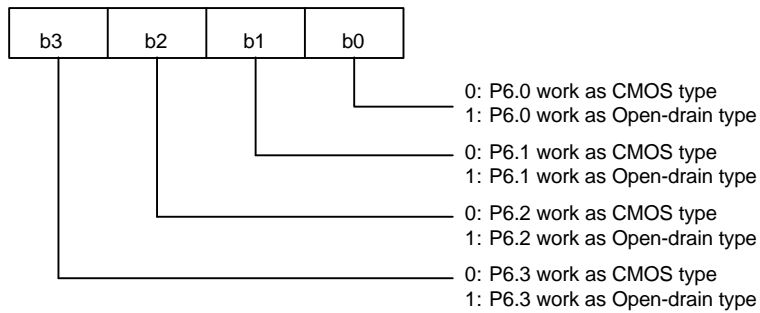 b3 b2 b1 b0
0: P6.0 work as CMOS type
1: P6.0 work as Open-drain type
0: P6.1 work as CMOS type
1: P6.1 work as Open-drain type
0: P6.2 work as CMOS type
1: P6.2 work as Open-drain type
0: P6.3 work as CMOS type
1: P6.3 work as Open-drain type